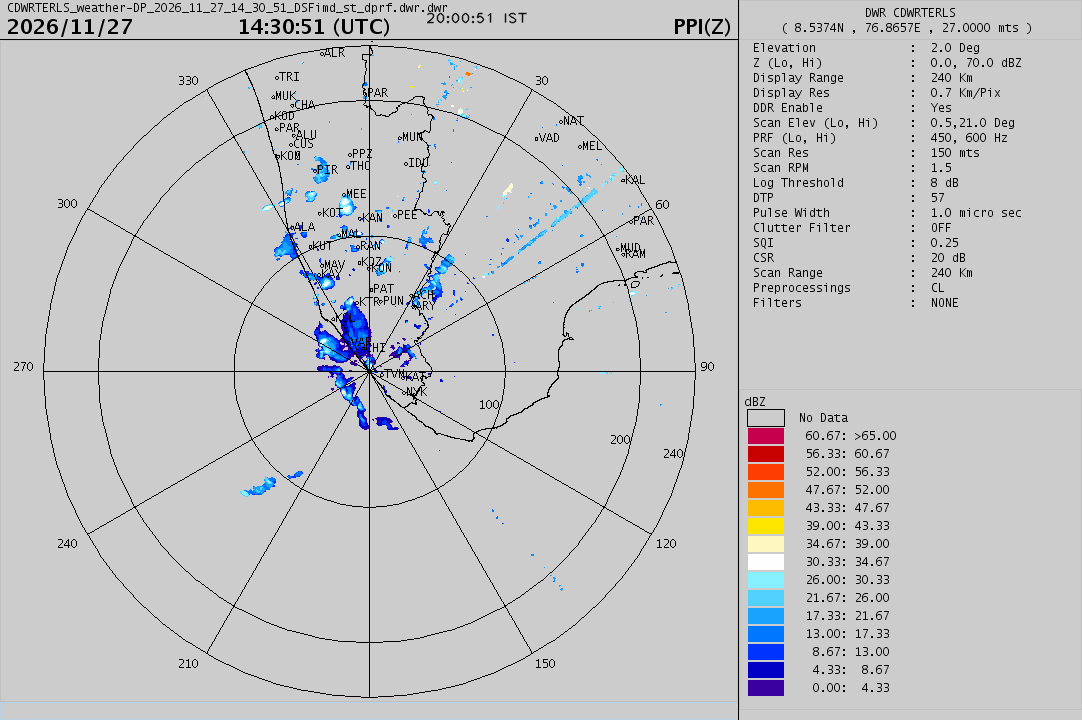 CDWRTERLS_weather-DP_2026_11_27_14_30_51_DSFimd_st_dprf.dwr.dwr
2026/11/27
14:30:51 (UTC)
20:00:51 IST
PPI(Z)
DWR CDWRTERLS
( 8.5374N , 76.8657E , 27.0000 mts )
Elevation : 2.0 Deg
Z (Lo, Hi) : 0.0, 70.0 dBZ
Display Range : 240 Km
Display Res : 0.7 Km/Pix
DDR Enable : Yes
Scan Elev (Lo, Hi) : 0.5,21.0 Deg
PRF (Lo, Hi) : 450, 600 Hz
Scan Res : 150 mts
Scan RPM : 1.5
Log Threshold : 8 dB
DTP : 57
Pulse Width : 1.0 micro sec
Clutter Filter : OFF
SQI : 0.25
CSR : 20 dB
Scan Range : 240 Km
Preprocessings : CL
Filters : NONE
dBZ
No Data
60.67: >65.00
56.33: 60.67
52.00: 56.33
47.67: 52.00
43.33: 47.67
39.00: 43.33
34.67: 39.00
30.33: 34.67
26.00: 30.33
21.67: 26.00
17.33: 21.67
13.00: 17.33
8.67: 13.00
4.33: 8.67
0.00: 4.33
ALR
TRI
330
30
PAR
MUK
CHA
KOD
NAT
PAR
ALU
MUN
VAD
CUS
MEL
KOM
PPZ
THO
IDU
PIR
KAL
MEE
300
60
KOT
KAN
PEE
PAR
ALA
MAL
KUT
RAN
MUD
RAM
MAV
KOZ
KUN
KAY
PAT
ACH
KTR
PUN
ARY
270
90
TVM
KAT
NYK
100
200
240
240
120
210
150